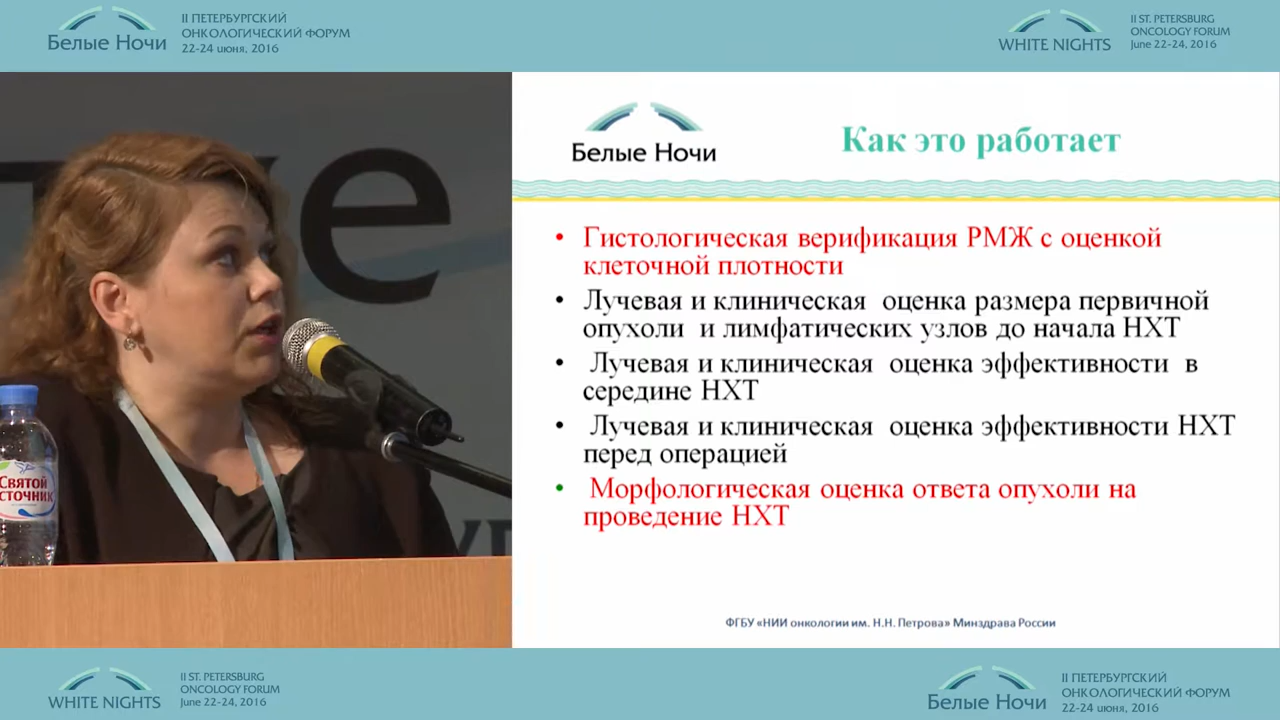 Белые Ночи
II ПЕТЕРБУРГСКИЙ
ОНКОЛОГИЧЕСКИЙ ФОРУМ
22-24 июня, 2016
WHITE NIGHTS
II ST. PETERSBURG
ONCOLOGY FORUM
June 22-24, 2016
Белые Ночи
Как это работает
• Гистологическая верификация РМЖ с оценкой
клеточной плотности
• Лучевая и клиническая оценка размера первичной
опухоли и лимфатических узлов до начала НХТ
• Лучевая и клиническая оценка эффективности в
середине НХТ
• Лучевая и клиническая оценка эффективности НХТ
перед операцией
• Морфологическая оценка ответа опухоли на
проведение НХТ
ФГБУ «НИИ онкологии им. Н.Н. Петрова» Минздрава России
Святой
сточник
WHITE NIGHTS
II ST. PETERSBURG
ONCOLOGY FORUM
June 22-24, 2016
Белые Ночи
II ПЕТЕРБУРГСКИЙ
ОНКОЛОГИЧЕСКИЙ ФОРУМ
22-24 июня, 2016